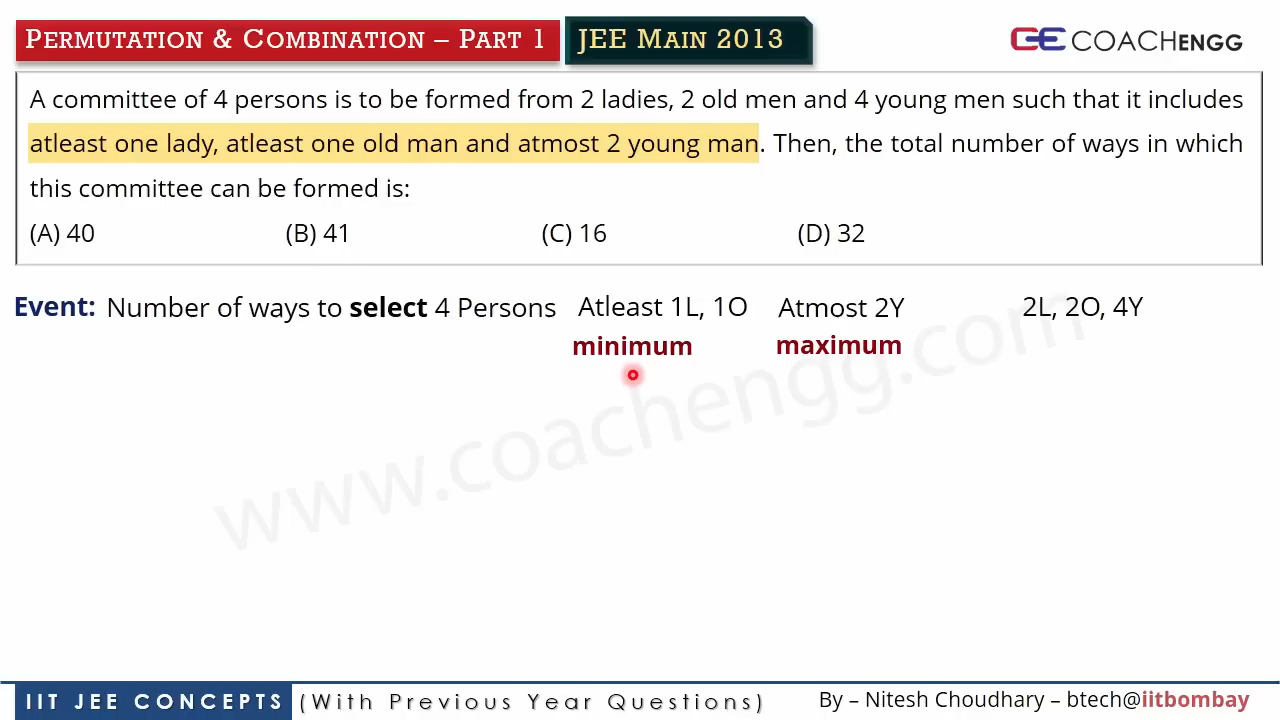 PERMUTATION & COMBINATION – PART 1 JEE MAIN 2013
CE COACHENGG
A committee of 4 persons is to be formed from 2 ladies, 2 old men and 4 young men such that it includes
atleast one lady, atleast one old man and atmost 2 young man. Then, the total number of ways in which
this committee can be formed is:
(A) 40 (B) 41 (C) 16 (D) 32
Event: Number of ways to select 4 Persons Atleast 1L, 1O Atmost 2Y 2L, 2O, 4Y
minimum maximum
www.coachengg.com
IIT JEE CONCEPTS (With Previous Year Questions) By – Nitesh Choudhary – btech@iitbombay